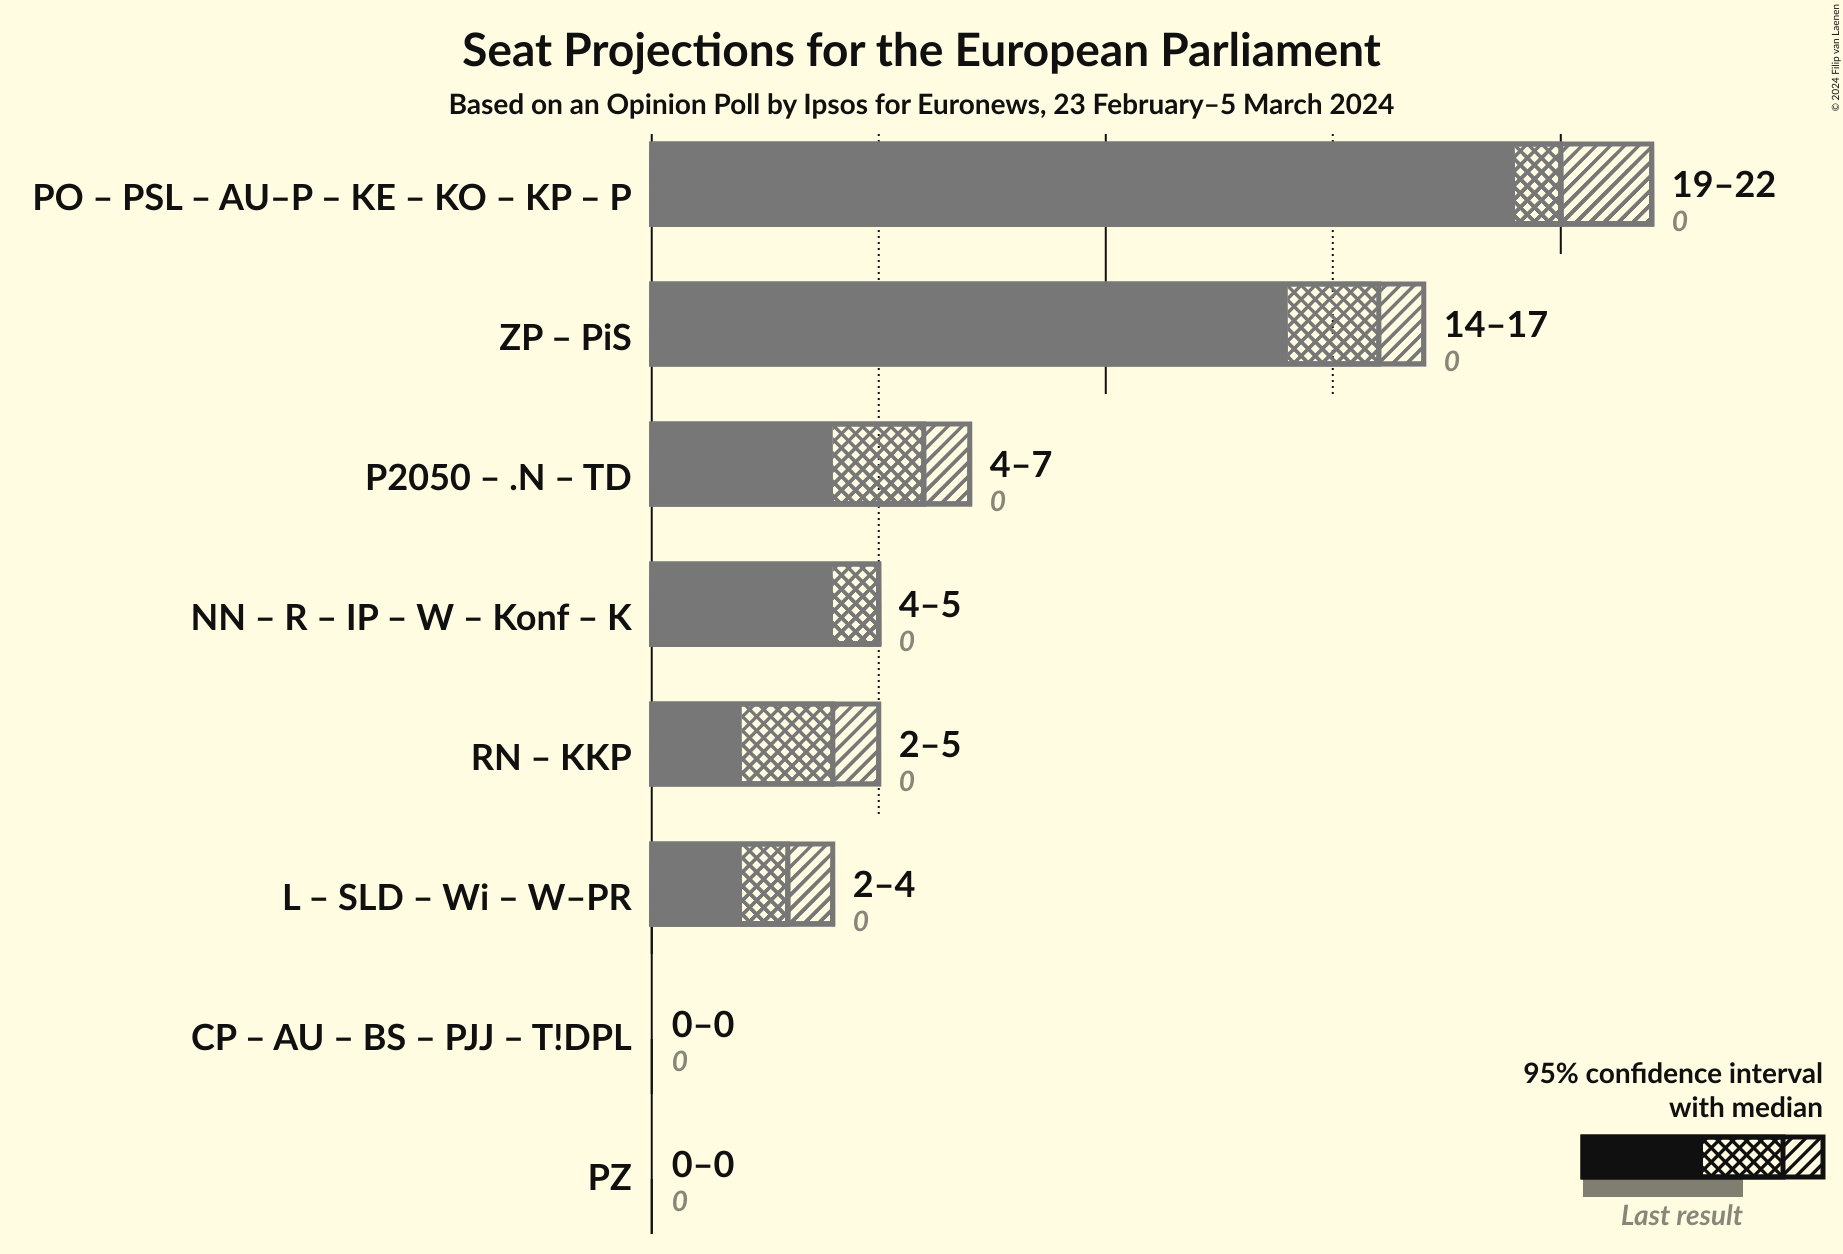 Seat Projections for the European Parliament
Based on an Opinion Poll by Ipsos for Euronews, 23 February–5 March 2024
© 2024 Filip van Laenen
PO – PSL – AU–P – KE – KO – KP – P
19–22
0
ZP – PiS
14–17
0
P2050 – .N – TD
4–7
0
NN – R – IP – W – Konf – K
4–5
0
RN – KKP
2–5
0
L – SLD – Wi – W–PR
2–4
0
CP – AU – BS – PJJ – T!DPL
0–0
0
PZ
0–0
0
95% confidence interval
with median
Last result